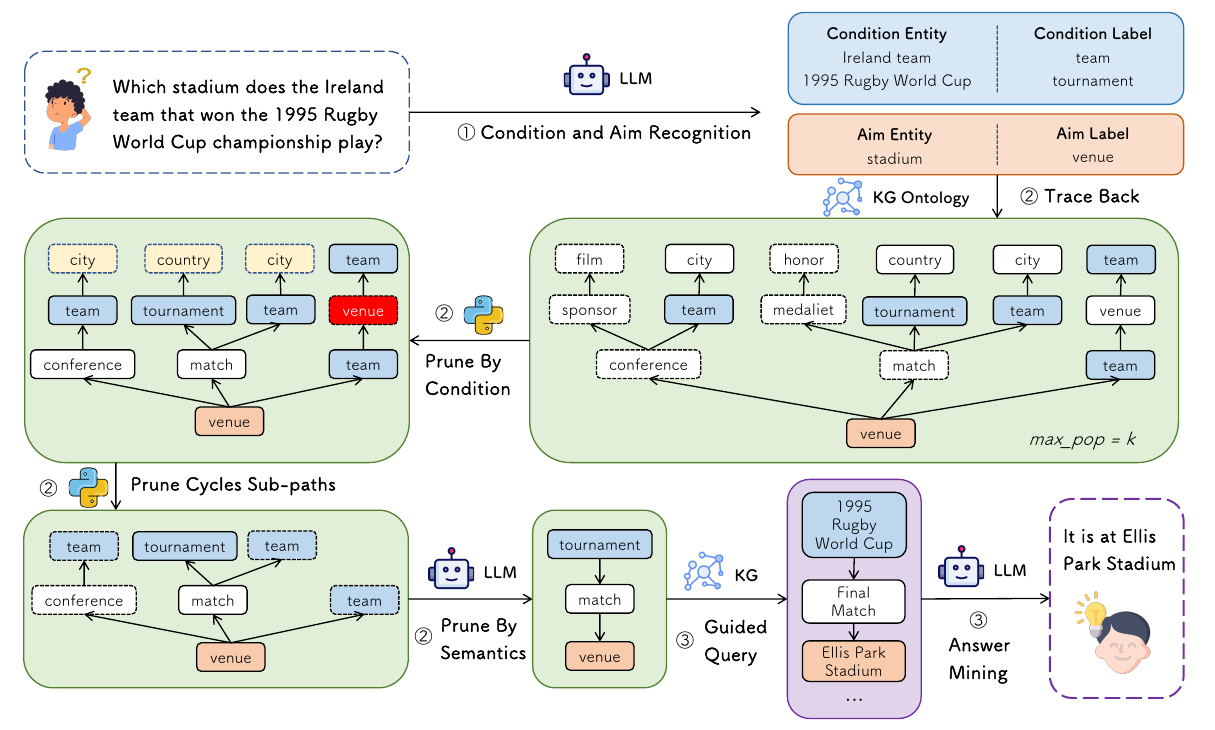 Which stadium does the Ireland
team that won the 1995 Rugby
World Cup championship play?
?
LLM
① Condition and Aim Recognition
Condition Entity
Ireland team
1995 Rugby World Cup
Condition Label
team
tournament
Aim Entity
stadium
Aim Label
venue
KG Ontology
② Trace Back
film
city
honor
country
city
team
sponsor
team
medaliet
tournament
team
venue
conference
match
team
venue
max_pop = k
②
Prune By
Condition
city
country
city
team
team
tournament
team
venue
conference
match
team
venue
②
Prune Cycles Sub-paths
team
tournament
team
conference
match
team
venue
LLM
② Prune By
Semantics
tournament
match
venue
KG
③ Guided
Query
1995
Rugby
World Cup
Final
Match
Ellis Park
Stadium
...
LLM
③
Answer
Mining
It is at Ellis
Park Stadium